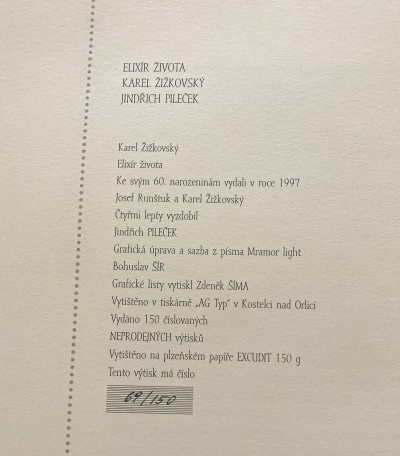 ELIXÍR ŽIVOTA
KAREL ŽIŽKOVSKÝ
JINDŘICH PILEČEK
Karel Žižkovský
Elixír života
Ke svým 60. narozeninám vydali v roce 1997
Josef Runštuk a Karel Žižkovský
Čtyřmi lepty vyzdobil
Jindřich PILEČEK
Grafická úprava a sazba z písma Mramor light
Bohuslav ŠÍR
Grafické listy vytiskl Zdeněk ŠÍMA
Vytištěno v tiskárně „AG Typ" v Kostelci nad Orlicí
Vydáno 150 číslovaných
NEPRODEJNÝCH výtisků
Vytištěno na plzeňském papíře EXCUDIT 150 g
Tento výtisk má číslo
69/150